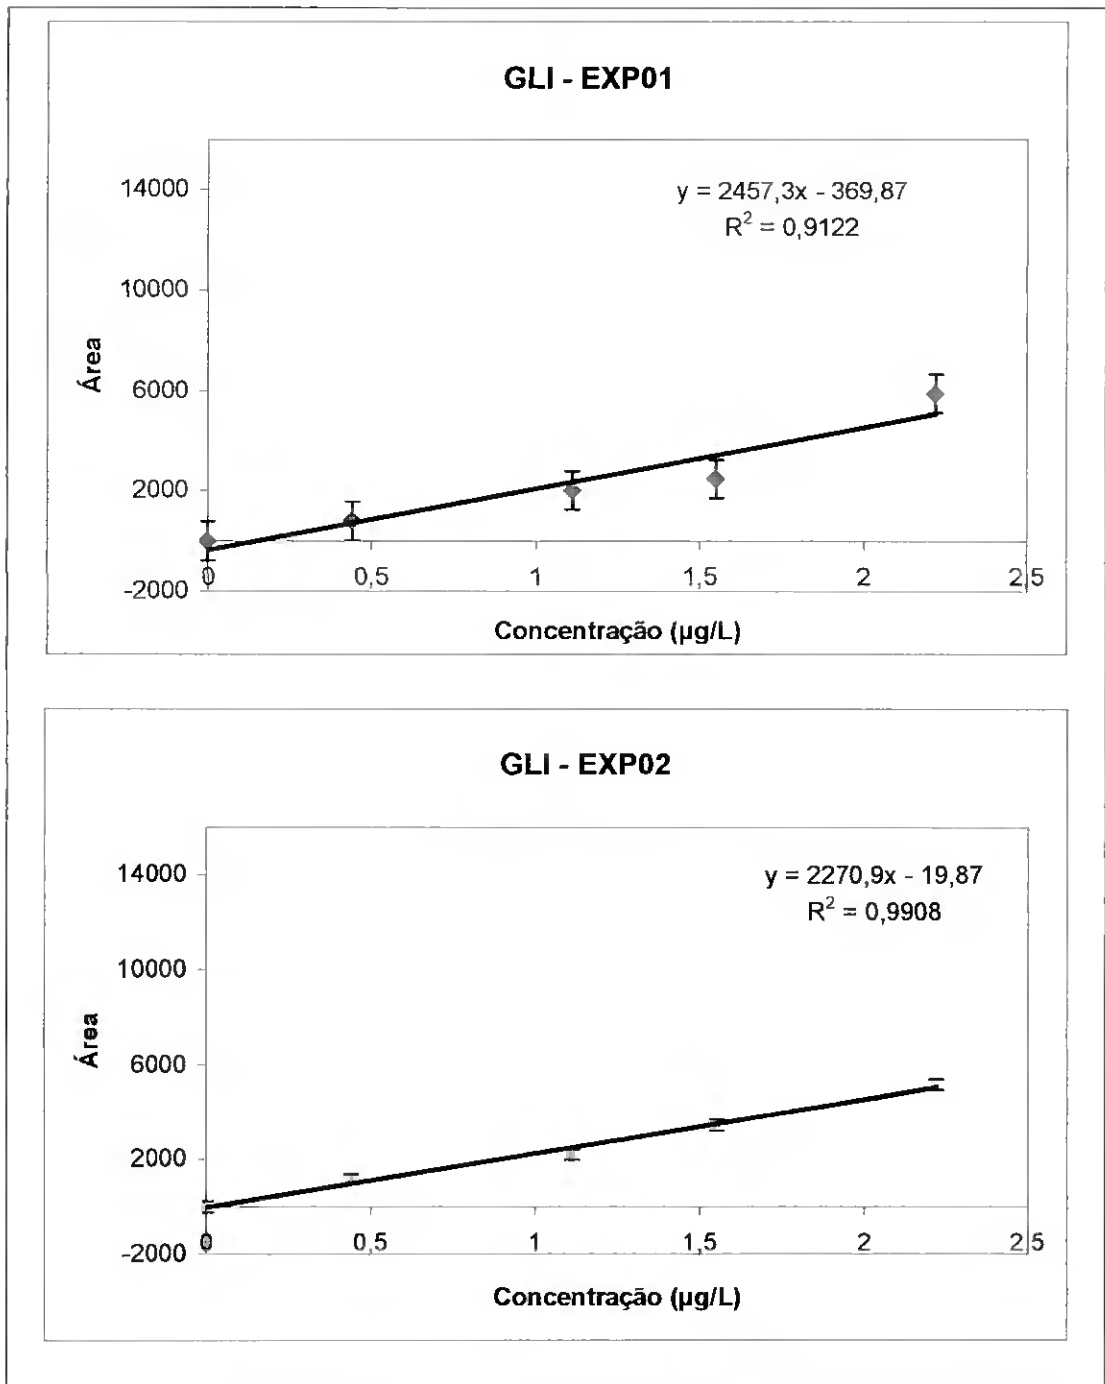 GLI - EXP01
y = 2457,3x - 369,87
R² = 0,9122
14000
10000
6000
2000
-2000
Área
0
0,5
1
1,5
2
2,5
Concentração (µg/L)
GLI - EXP02
y = 2270,9x - 19,87
R² = 0,9908
14000
10000
6000
2000
-2000
Área
0
0,5
1
1,5
2
2,5
Concentração (µg/L)